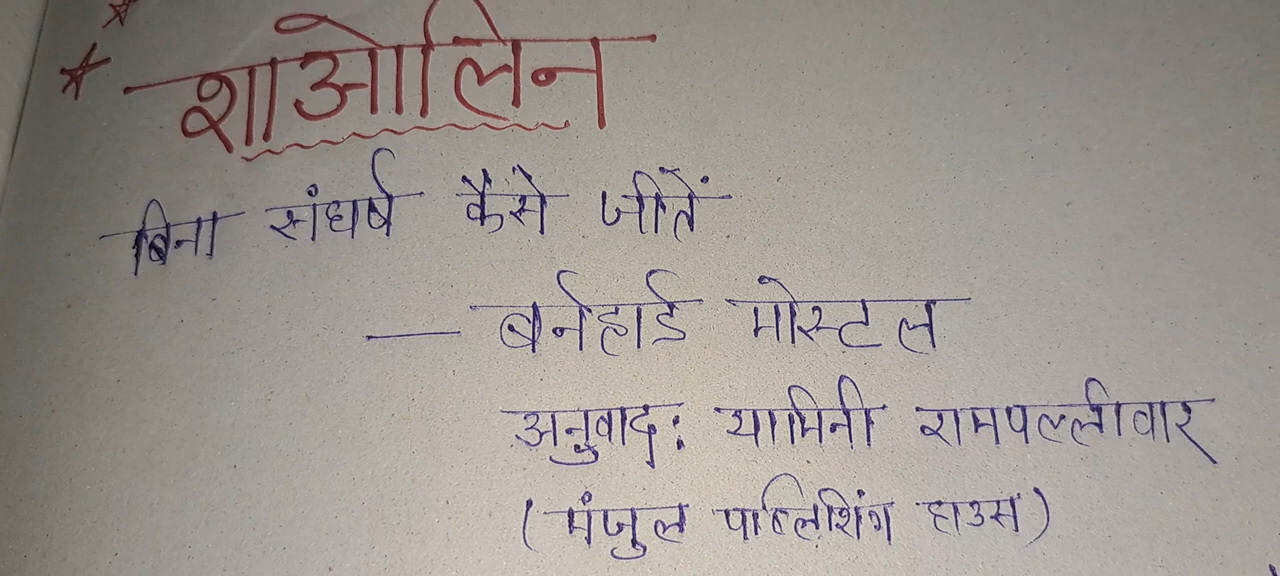 शाओलिन
बिना संघर्ष कैसे जीतें
— बर्नहार्ड मोस्टल
अनुवाद: यामिनी रामपल्लीवार
(मंजुल पब्लिशिंग हाउस)